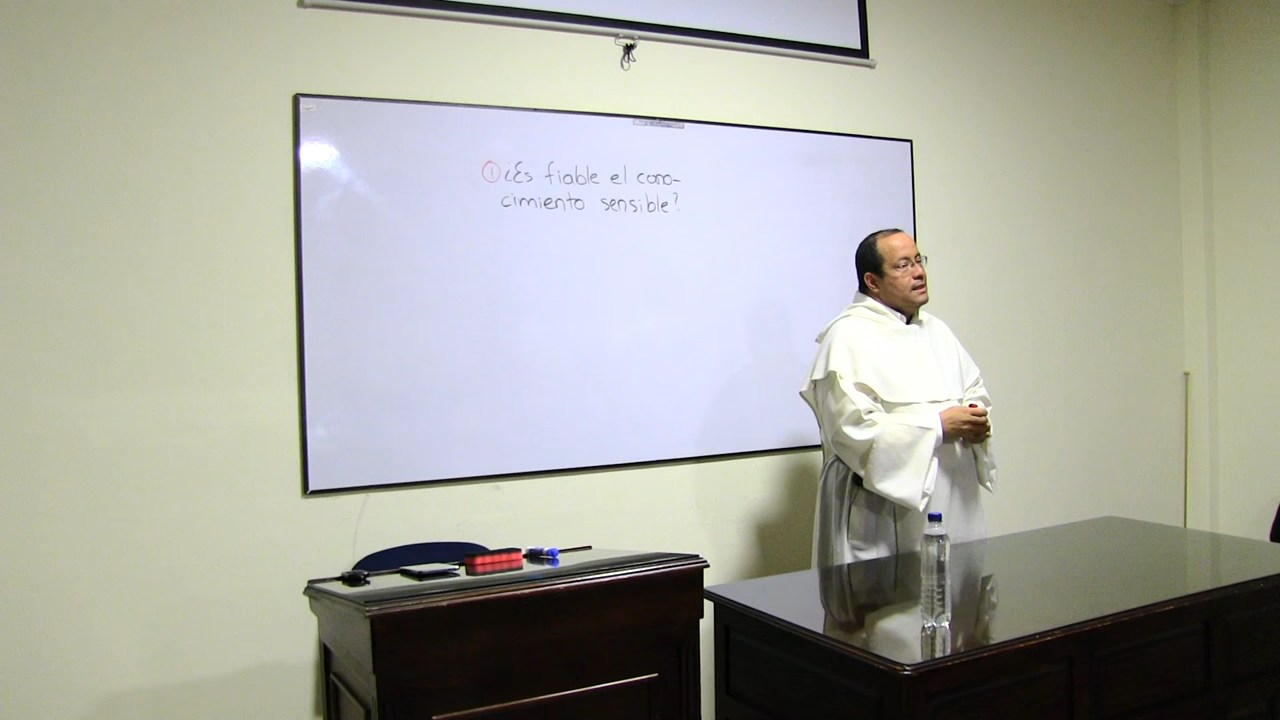 ① ¿Es fiable el cono-
cimiento sensible?